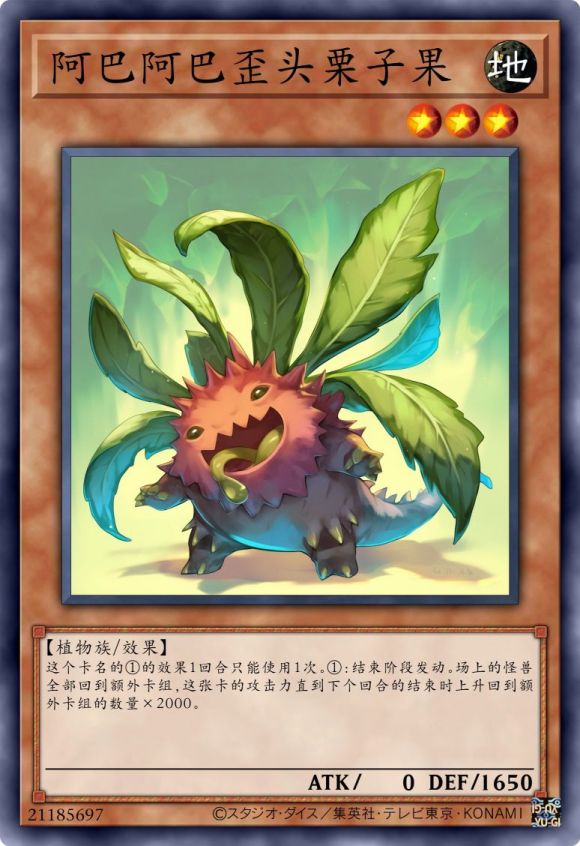 阿巴阿巴歪头栗子果
地
【植物族/效果】
这个卡名的①的效果1回合只能使用1次。①:结束阶段发动。场上的怪兽
全部回到额外卡组,这张卡的攻击力直到下个回合的结束时上升回到额
外卡组的数量×2000。
ATK/ 0 DEF/1650
21185697
©スタジオ・ダイス/集英社・テレビ東京・KONAMI